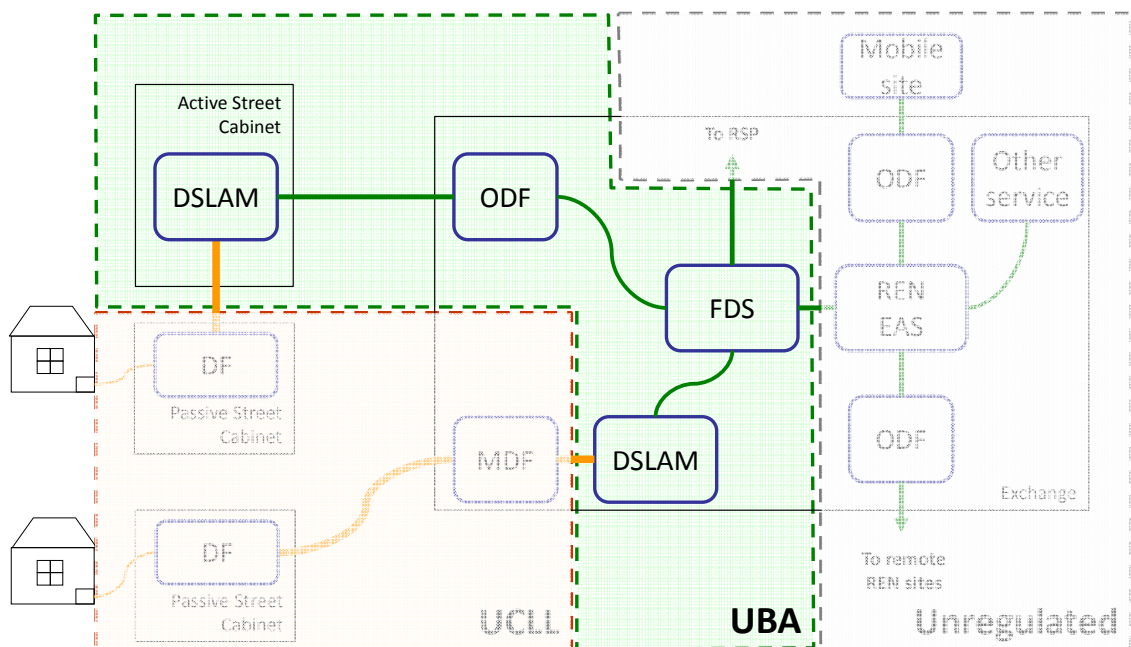 Mobile
site
Active Street
Cabinet
To RSP
DSLAM
ODF
ODF
Other
service
FDS
REN
EAS
DF
Passive Street
Cabinet
MDF
DSLAM
ODF
Exchange
DF
To remote
REN sites
Passive Street
Cabinet
UCLL
UBA
Unregulated